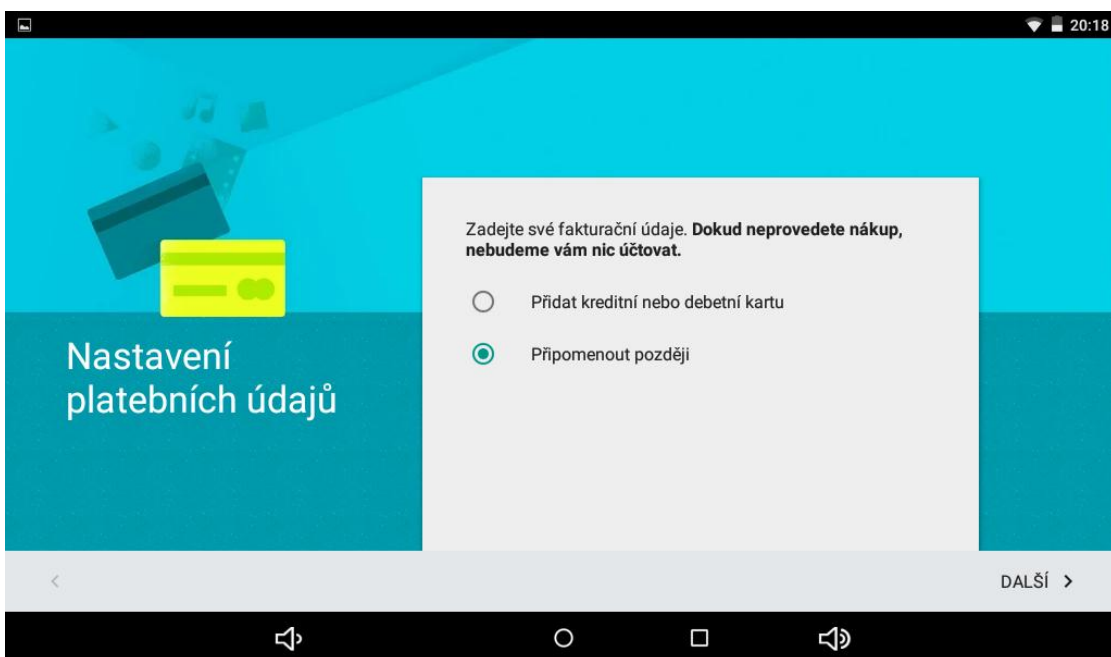 20:18
Zadejte své fakturační údaje. Dokud neprovedete nákup,
nebudeme vám nic účtovat.
Přidat kreditní nebo debetní kartu
Připomenout později
Nastavení
platebních údajů
DALŠÍ